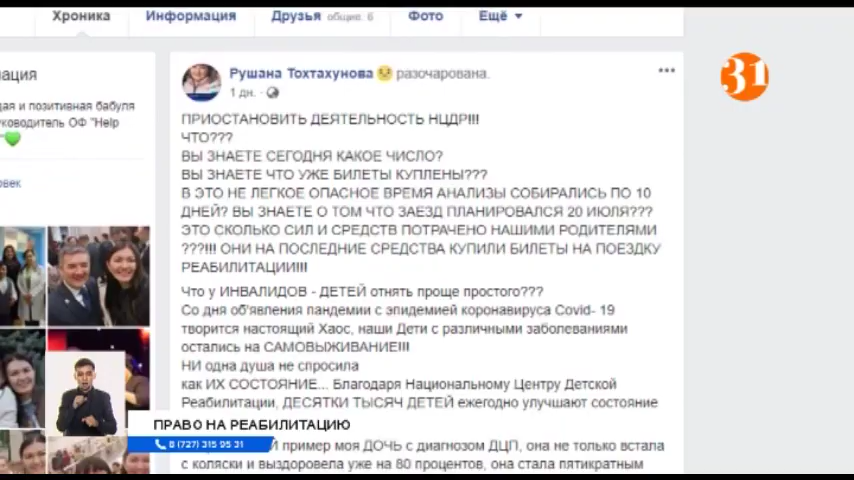 Хроника Информация Друзья общие: 6 Фото Ещё
31
мация
Рушана Тохтахунова разочарована.
1 дн. ·
дая и позитивная бабуля
уководитель ОФ "Help
овек
ПРИОСТАНОВИТЬ ДЕЯТЕЛЬНОСТЬ НЦДР!!!
ЧТО???
ВЫ ЗНАЕТЕ СЕГОДНЯ КАКОЕ ЧИСЛО?
ВЫ ЗНАЕТЕ ЧТО УЖЕ БИЛЕТЫ КУПЛЕНЫ???
В ЭТО НЕ ЛЕГКОЕ ОПАСНОЕ ВРЕМЯ АНАЛИЗЫ СОБИРАЛИСЬ ПО 10
ДНЕЙ? ВЫ ЗНАЕТЕ О ТОМ ЧТО ЗАЕЗД ПЛАНИРОВАЛСЯ 20 ИЮЛЯ???
ЭТО СКОЛЬКО СИЛ И СРЕДСТВ ПОТРАЧЕНО НАШИМИ РОДИТЕЛЯМИ
???!!! ОНИ НА ПОСЛЕДНИЕ СРЕДСТВА КУПИЛИ БИЛЕТЫ НА ПОЕЗДКУ
РЕАБИЛИТАЦИИ!!!
Что у ИНВАЛИДОВ - ДЕТЕЙ отнять проще простого???
Со дня об'явления пандемии с эпидемией коронавируса Covid- 19
творится настоящий Хаос, наши Дети с различными заболеваниями
остались на САМОВЫЖИВАНИЕ!!!
НИ одна душа не спросила
как ИХ СОСТОЯНИЕ... Благодаря Национальному Центру Детской
Реабилитации, ДЕСЯТКИ ТЫСЯЧ ДЕТЕЙ ежегодно улучшают состояние
ПРАВО НА РЕАБИЛИТАЦИЮ
8 (727) 315 95 31
Й пример моя ДОЧЬ с диагнозом ДЦП, она не только встала
с коляски и выздоровела уже на 80 процентов, она стала пятикратным